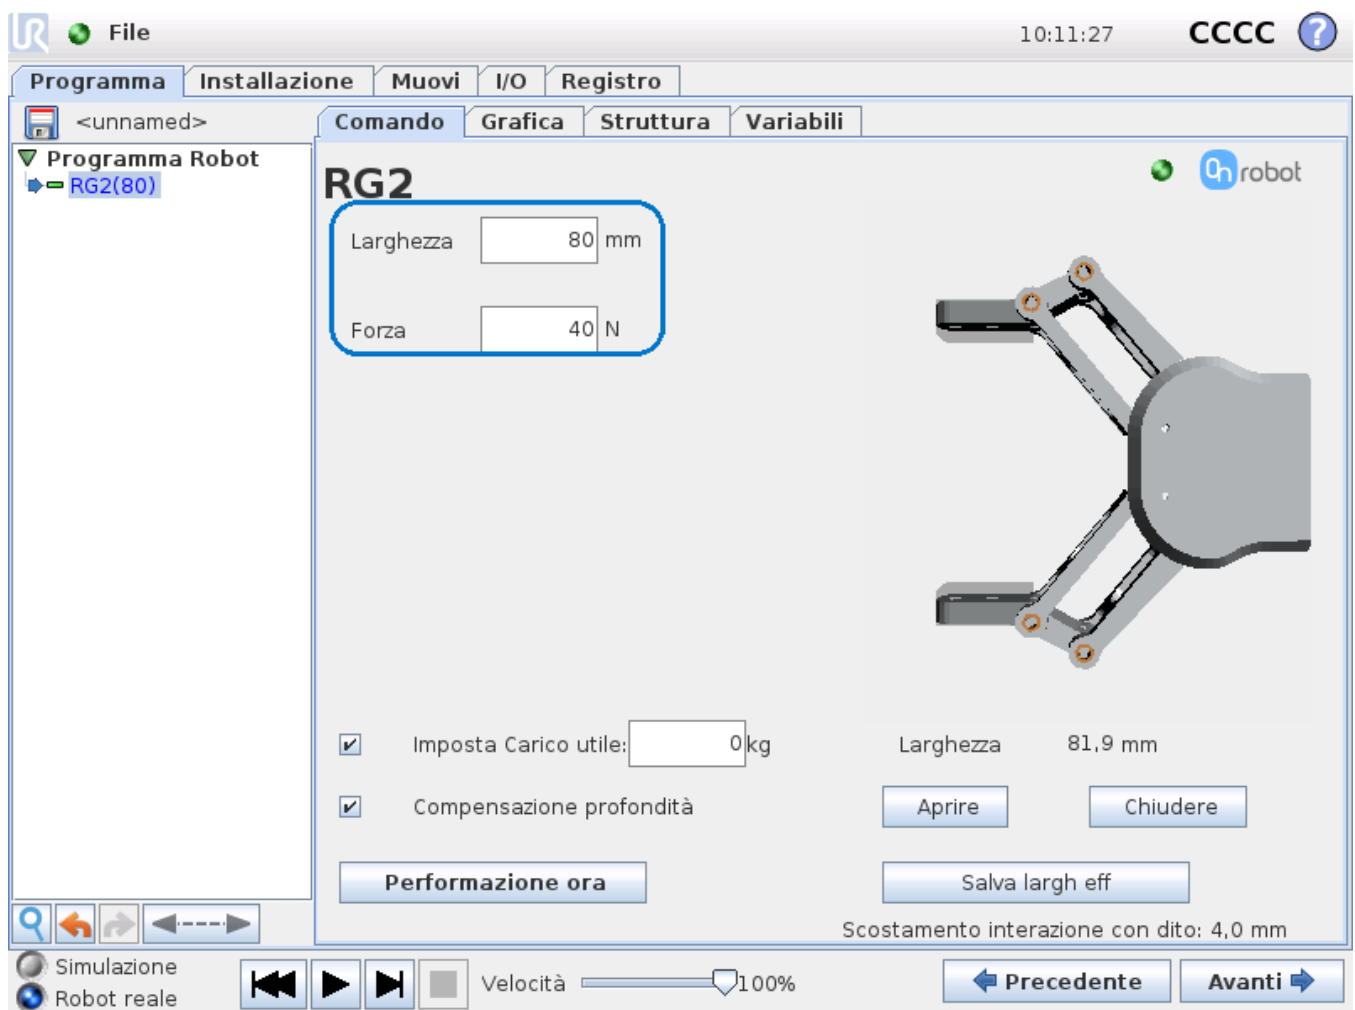 UR File 10:11:27 CCCC ?
Programma Installazione Muovi I/O Registro
<unnamed> Comando Grafica Struttura Variabili
Programma Robot
RG2(80)
RG2
On robot
Larghezza 80 mm
Forza 40 N
Imposta Carico utile: 0 kg Larghezza 81,9 mm
Compensazione profondità Aprire Chiudere
Performazione ora Salva largh eff
Scostamento interazione con dito: 4,0 mm
Simulazione
Robot reale
Velocità 100% Precedente Avanti